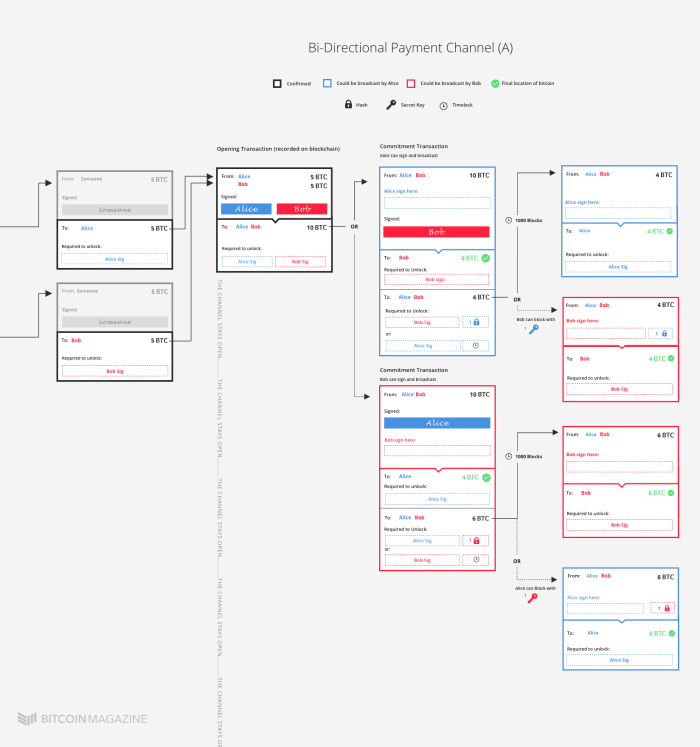 Bi-Directional Payment Channel (A)
Confirmed
Could be broadcast by Alice
Could be broadcast by Bob
Final location of bitcoin
Hash
Secret Key
Timelock
From: Someone 5 BTC
Signed:
Someone
To: Alice 5 BTC
Required to unlock:
Alice Sig
From: Someone 5 BTC
Signed:
Someone
To: Bob 5 BTC
Required to unlock:
Bob Sig
Opening Transaction (recorded on blockchain)
From: Alice 5 BTC
Bob 5 BTC
Signed:
Alice Bob
To: Alice Bob 10 BTC
Required to unlock:
Alice Sig Bob Sig
THE CHANNEL STAYS OPEN..........THE CHANNEL STAYS OPEN..........THE CHANNEL STAYS OPEN..........THE CHANNEL STAYS OPEN..........THE CHANNEL STAYS
OR
Commitment Transaction
Alice can sign and broadcast
From: Alice Bob 10 BTC
Alice sign here:
Signed:
Bob
To: Bob 6 BTC
Required to Unlock:
Bob sign
To: Alice Bob 4 BTC
Required to Unlock:
Bob Sig 1
or:
Alice Sig
Commitment Transaction
Bob can sign and Broadcast
From: Alice Bob 10 BTC
Signed:
Alice
Bob sign here:
To: Alice 4 BTC
Required to unlock:
Alice Sig
To: Alice Bob 6 BTC
Required to Unlock:
Alice Sig 1
or:
Bob Sig
1000 Blocks
OR
Bob can block with
1
From: Alice Bob 4 BTC
Alice sign here:
To: Alice 4 BTC
Required to unlock:
Alice Sig
From: Alice Bob 4 BTC
Bob sign here:
1
To: Bob 4 BTC
Required to unlock:
Bob Sig
1000 Blocks
OR
Alice can Block with
1
From: Alice Bob 6 BTC
Bob sign here:
To: Bob 6 BTC
Required to unlock:
Bob Sig
From: Alice Bob 6 BTC
Alice sign here:
1
To: Alice 6 BTC
Required to unlock:
Alice Sig
BITCOINMAGAZINE